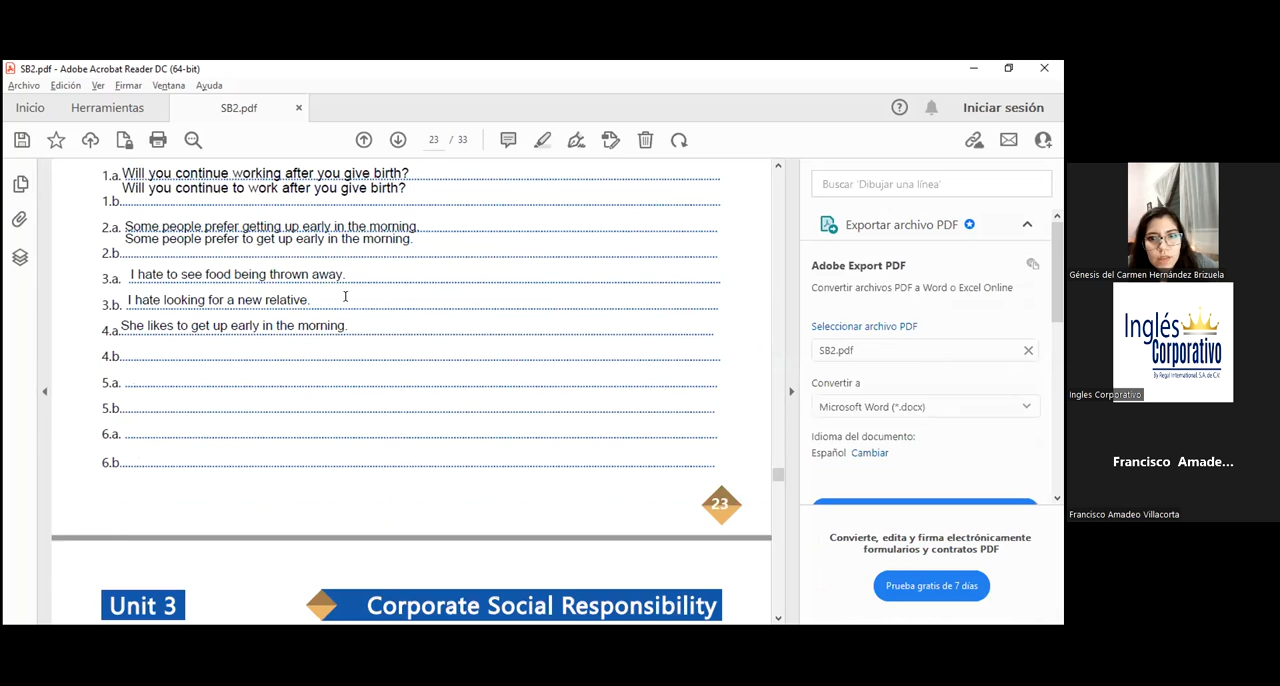 SB2.pdf - Adobe Acrobat Reader DC (64-bit)
Archivo Edición Ver Firmar Ventana Ayuda
Inicio Herramientas SB2.pdf × Iniciar sesión
23 / 33
1.a. Will you continue working after you give birth?
Will you continue to work after you give birth?
1.b.
2.a. Some people prefer getting up early in the morning.
Some people prefer to get up early in the morning.
2.b
3.a. I hate to see food being thrown away.
3.b. I hate looking for a new relative.
4.a She likes to get up early in the morning.
4.b
5.a.
5.b
6.a.
6.b
23
Unit 3 Corporate Social Responsibility
Buscar 'Dibujar una línea'
Exportar archivo PDF
Adobe Export PDF
Convertir archivos PDF a Word o Excel Online
Seleccionar archivo PDF
SB2.pdf
Convertir a
Microsoft Word (*.docx)
Idioma del documento:
Español Cambiar
Convierte, edita y firma electrónicamente
formularios y contratos PDF
Prueba gratis de 7 días
Génesis del Carmen Hernández Brizuela
Inglés
Corporativo
By Regal International, S.A. de C.V.
Ingles Corporativo
Francisco Amade...
Francisco Amadeo Villacorta